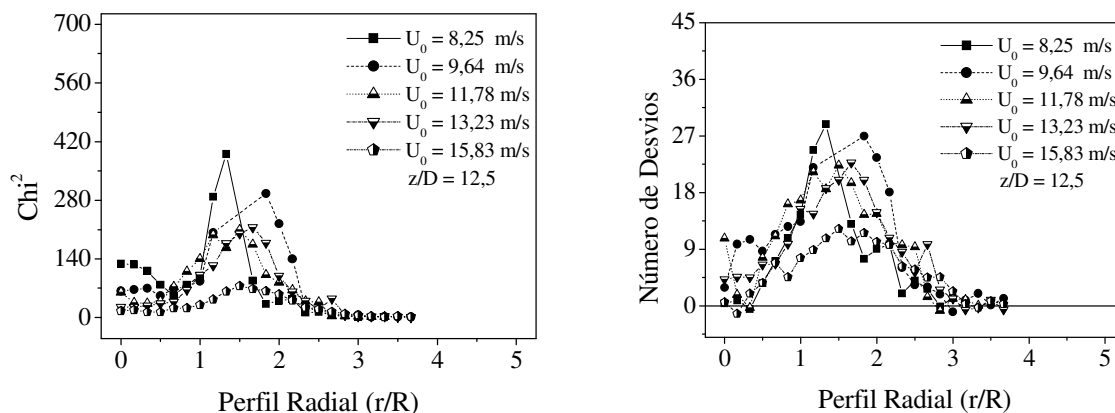 700
560
420
280
140
0
Chi²
U₀ = 8,25 m/s
U₀ = 9,64 m/s
U₀ = 11,78 m/s
U₀ = 13,23 m/s
U₀ = 15,83 m/s
z/D = 12,5
0 1 2 3 4 5
Perfil Radial (r/R)
45
36
27
18
9
0
Número de Desvios
U₀ = 8,25 m/s
U₀ = 9,64 m/s
U₀ = 11,78 m/s
U₀ = 13,23 m/s
U₀ = 15,83 m/s
z/D = 12,5
0 1 2 3 4 5
Perfil Radial (r/R)